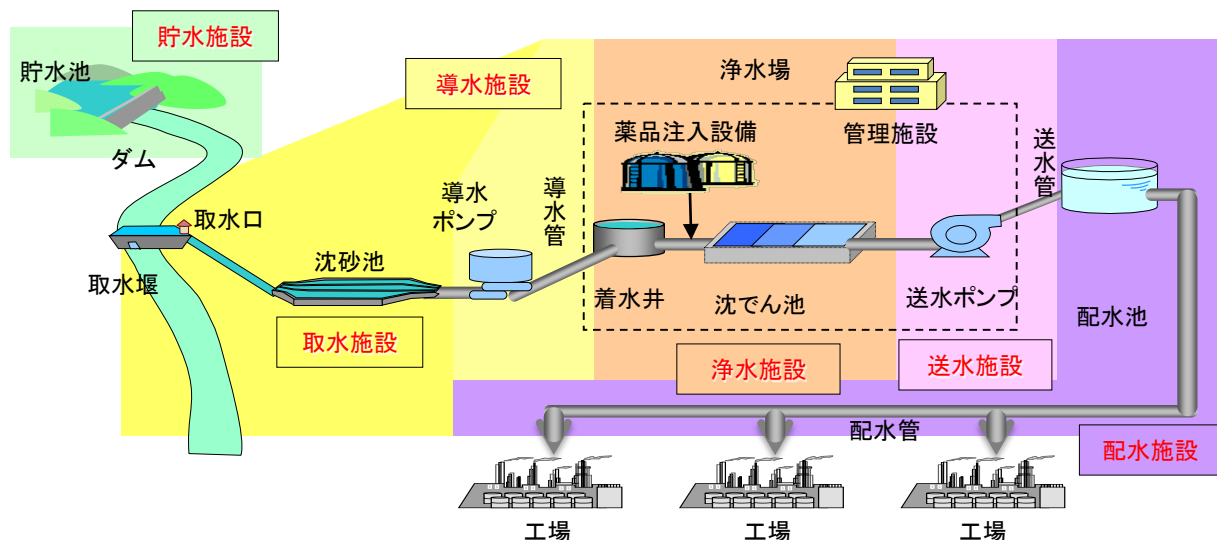 貯水施設
貯水池
ダム
取水口
取水堰
沈砂池
取水施設
導水施設
導水
ポンプ
導水管
浄水場
薬品注入設備
管理施設
着水井
沈でん池
浄水施設
送水ポンプ
送水施設
送水管
配水池
配水管
配水施設
工場
工場
工場